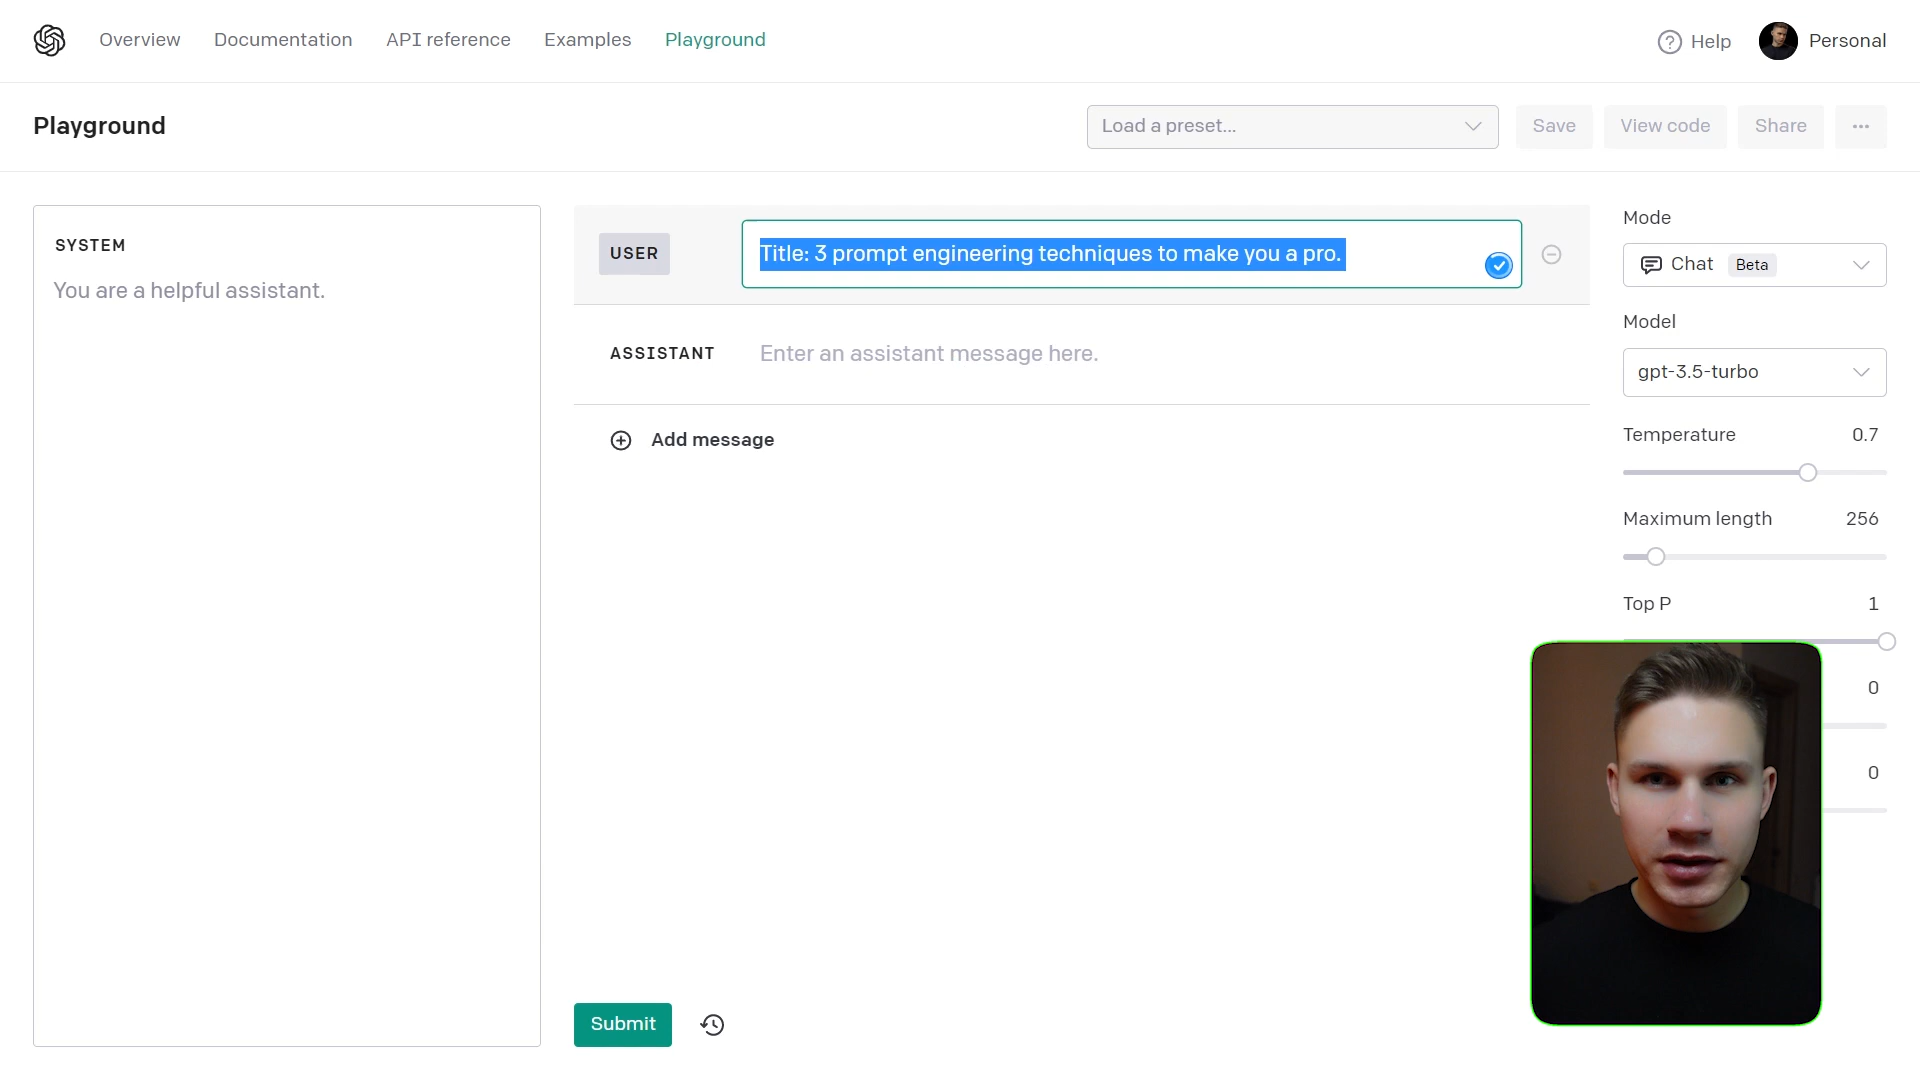 Overview Documentation API reference Examples Playground Help Personal
Playground Load a preset... Save View code Share
SYSTEM
You are a helpful assistant.
USER Title: 3 prompt engineering techniques to make you a pro.
ASSISTANT Enter an assistant message here.
Add message
Submit
Mode
Chat Beta
Model
gpt-3.5-turbo
Temperature 0.7
Maximum length 256
Top P 1
0
0